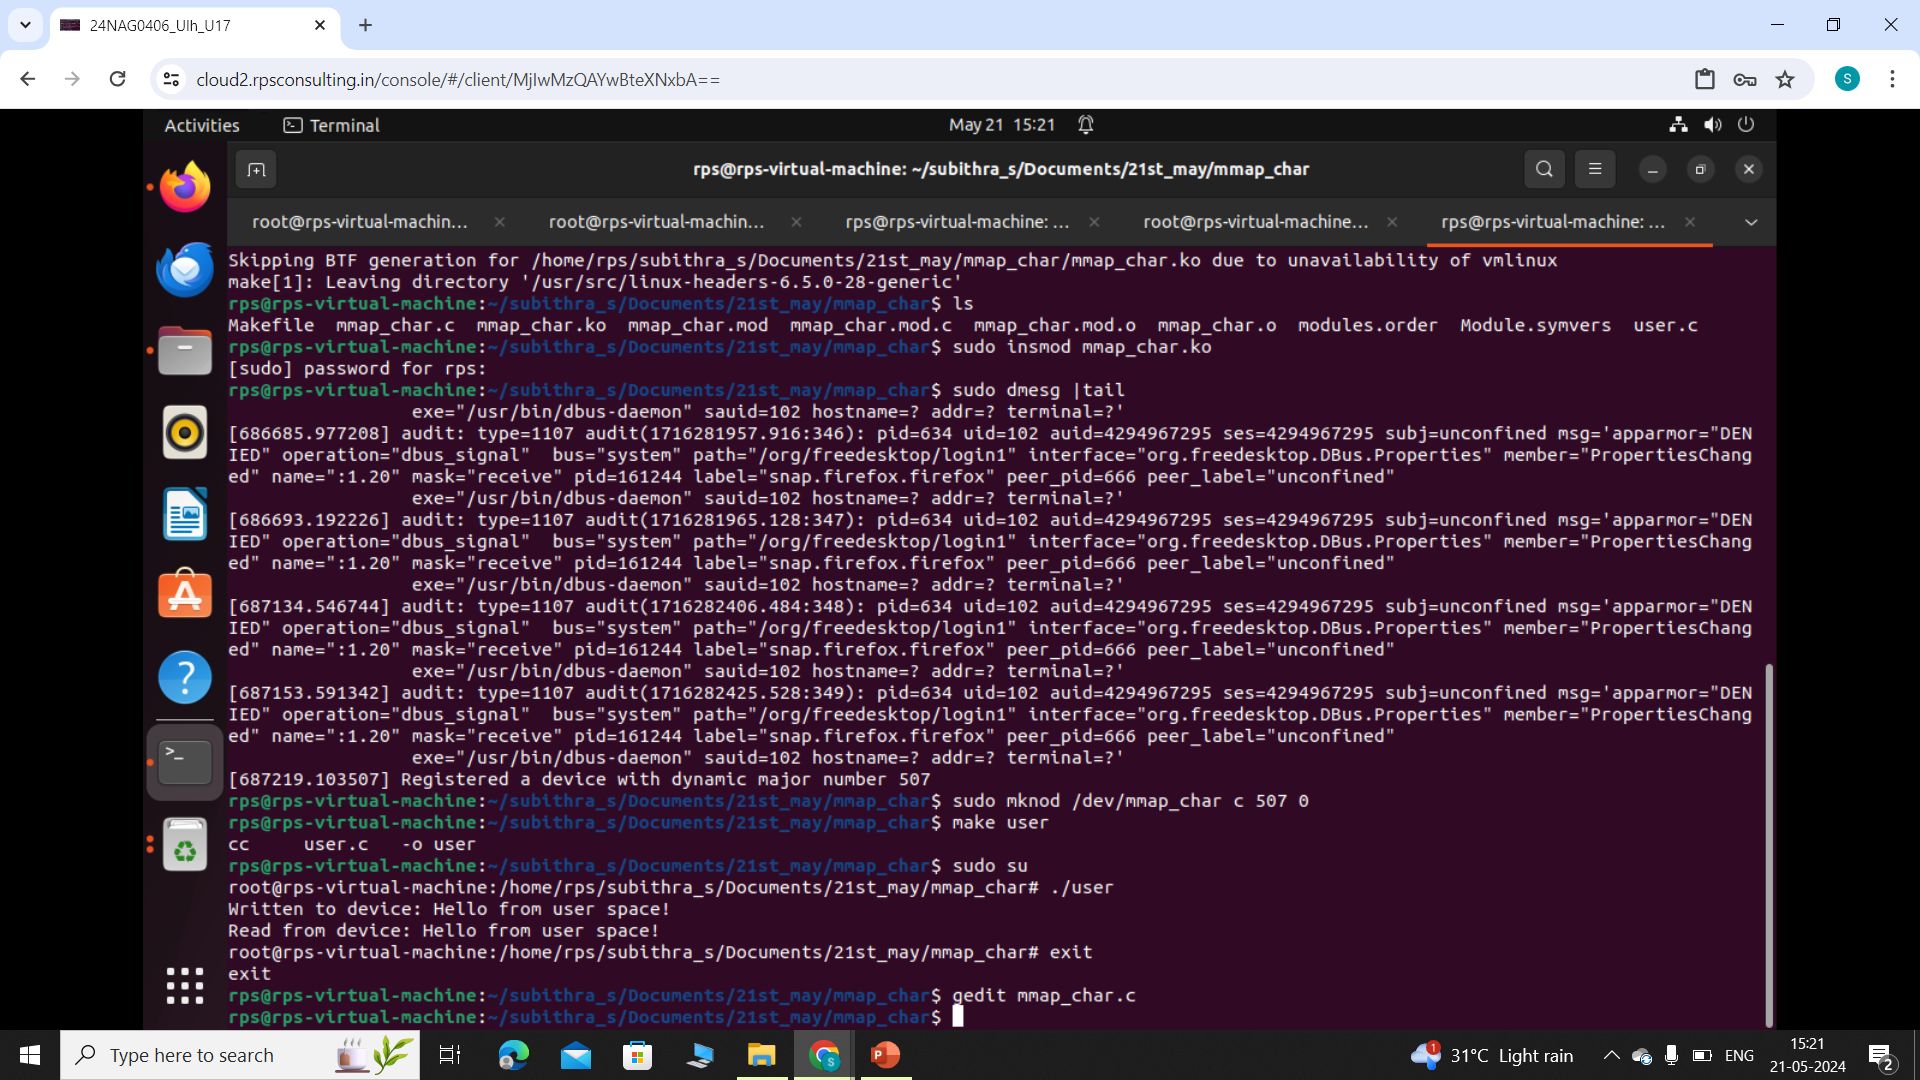 24NAG0406_Ulh_U17
cloud2.rpsconsulting.in/console/#/client/MjIwMzQAYwBteXNxbA==
S
Activities
Terminal
May 21 15:21
rps@rps-virtual-machine: ~/subithra_s/Documents/21st_may/mmap_char
root@rps-virtual-machin…
root@rps-virtual-machin…
rps@rps-virtual-machine: …
root@rps-virtual-machine…
rps@rps-virtual-machine: …
Skipping BTF generation for /home/rps/subithra_s/Documents/21st_may/mmap_char/mmap_char.ko due to unavailability of vmlinux
make[1]: Leaving directory '/usr/src/linux-headers-6.5.0-28-generic'
rps@rps-virtual-machine:~/subithra_s/Documents/21st_may/mmap_char$ ls
Makefile mmap_char.c mmap_char.ko mmap_char.mod mmap_char.mod.c mmap_char.mod.o mmap_char.o modules.order Module.symvers user.c
rps@rps-virtual-machine:~/subithra_s/Documents/21st_may/mmap_char$ sudo insmod mmap_char.ko
[sudo] password for rps:
rps@rps-virtual-machine:~/subithra_s/Documents/21st_may/mmap_char$ sudo dmesg |tail
exe="/usr/bin/dbus-daemon" sauid=102 hostname=? addr=? terminal=?'
[686685.977208] audit: type=1107 audit(1716281957.916:346): pid=634 uid=102 auid=4294967295 ses=4294967295 subj=unconfined msg='apparmor="DEN
IED" operation="dbus_signal" bus="system" path="/org/freedesktop/login1" interface="org.freedesktop.DBus.Properties" member="PropertiesChang
ed" name=":1.20" mask="receive" pid=161244 label="snap.firefox.firefox" peer_pid=666 peer_label="unconfined"
exe="/usr/bin/dbus-daemon" sauid=102 hostname=? addr=? terminal=?'
[686693.192226] audit: type=1107 audit(1716281965.128:347): pid=634 uid=102 auid=4294967295 ses=4294967295 subj=unconfined msg='apparmor="DEN
IED" operation="dbus_signal" bus="system" path="/org/freedesktop/login1" interface="org.freedesktop.DBus.Properties" member="PropertiesChang
ed" name=":1.20" mask="receive" pid=161244 label="snap.firefox.firefox" peer_pid=666 peer_label="unconfined"
exe="/usr/bin/dbus-daemon" sauid=102 hostname=? addr=? terminal=?'
[687134.546744] audit: type=1107 audit(1716282406.484:348): pid=634 uid=102 auid=4294967295 ses=4294967295 subj=unconfined msg='apparmor="DEN
IED" operation="dbus_signal" bus="system" path="/org/freedesktop/login1" interface="org.freedesktop.DBus.Properties" member="PropertiesChang
ed" name=":1.20" mask="receive" pid=161244 label="snap.firefox.firefox" peer_pid=666 peer_label="unconfined"
exe="/usr/bin/dbus-daemon" sauid=102 hostname=? addr=? terminal=?'
[687153.591342] audit: type=1107 audit(1716282425.528:349): pid=634 uid=102 auid=4294967295 ses=4294967295 subj=unconfined msg='apparmor="DEN
IED" operation="dbus_signal" bus="system" path="/org/freedesktop/login1" interface="org.freedesktop.DBus.Properties" member="PropertiesChang
ed" name=":1.20" mask="receive" pid=161244 label="snap.firefox.firefox" peer_pid=666 peer_label="unconfined"
exe="/usr/bin/dbus-daemon" sauid=102 hostname=? addr=? terminal=?'
[687219.103507] Registered a device with dynamic major number 507
rps@rps-virtual-machine:~/subithra_s/Documents/21st_may/mmap_char$ sudo mknod /dev/mmap_char c 507 0
rps@rps-virtual-machine:~/subithra_s/Documents/21st_may/mmap_char$ make user
cc user.c -o user
rps@rps-virtual-machine:~/subithra_s/Documents/21st_may/mmap_char$ sudo su
root@rps-virtual-machine:/home/rps/subithra_s/Documents/21st_may/mmap_char# ./user
Written to device: Hello from user space!
Read from device: Hello from user space!
root@rps-virtual-machine:/home/rps/subithra_s/Documents/21st_may/mmap_char# exit
exit
rps@rps-virtual-machine:~/subithra_s/Documents/21st_may/mmap_char$ gedit mmap_char.c
rps@rps-virtual-machine:~/subithra_s/Documents/21st_may/mmap_char$
Type here to search
31°C Light rain
ENG
15:21
21-05-2024
2